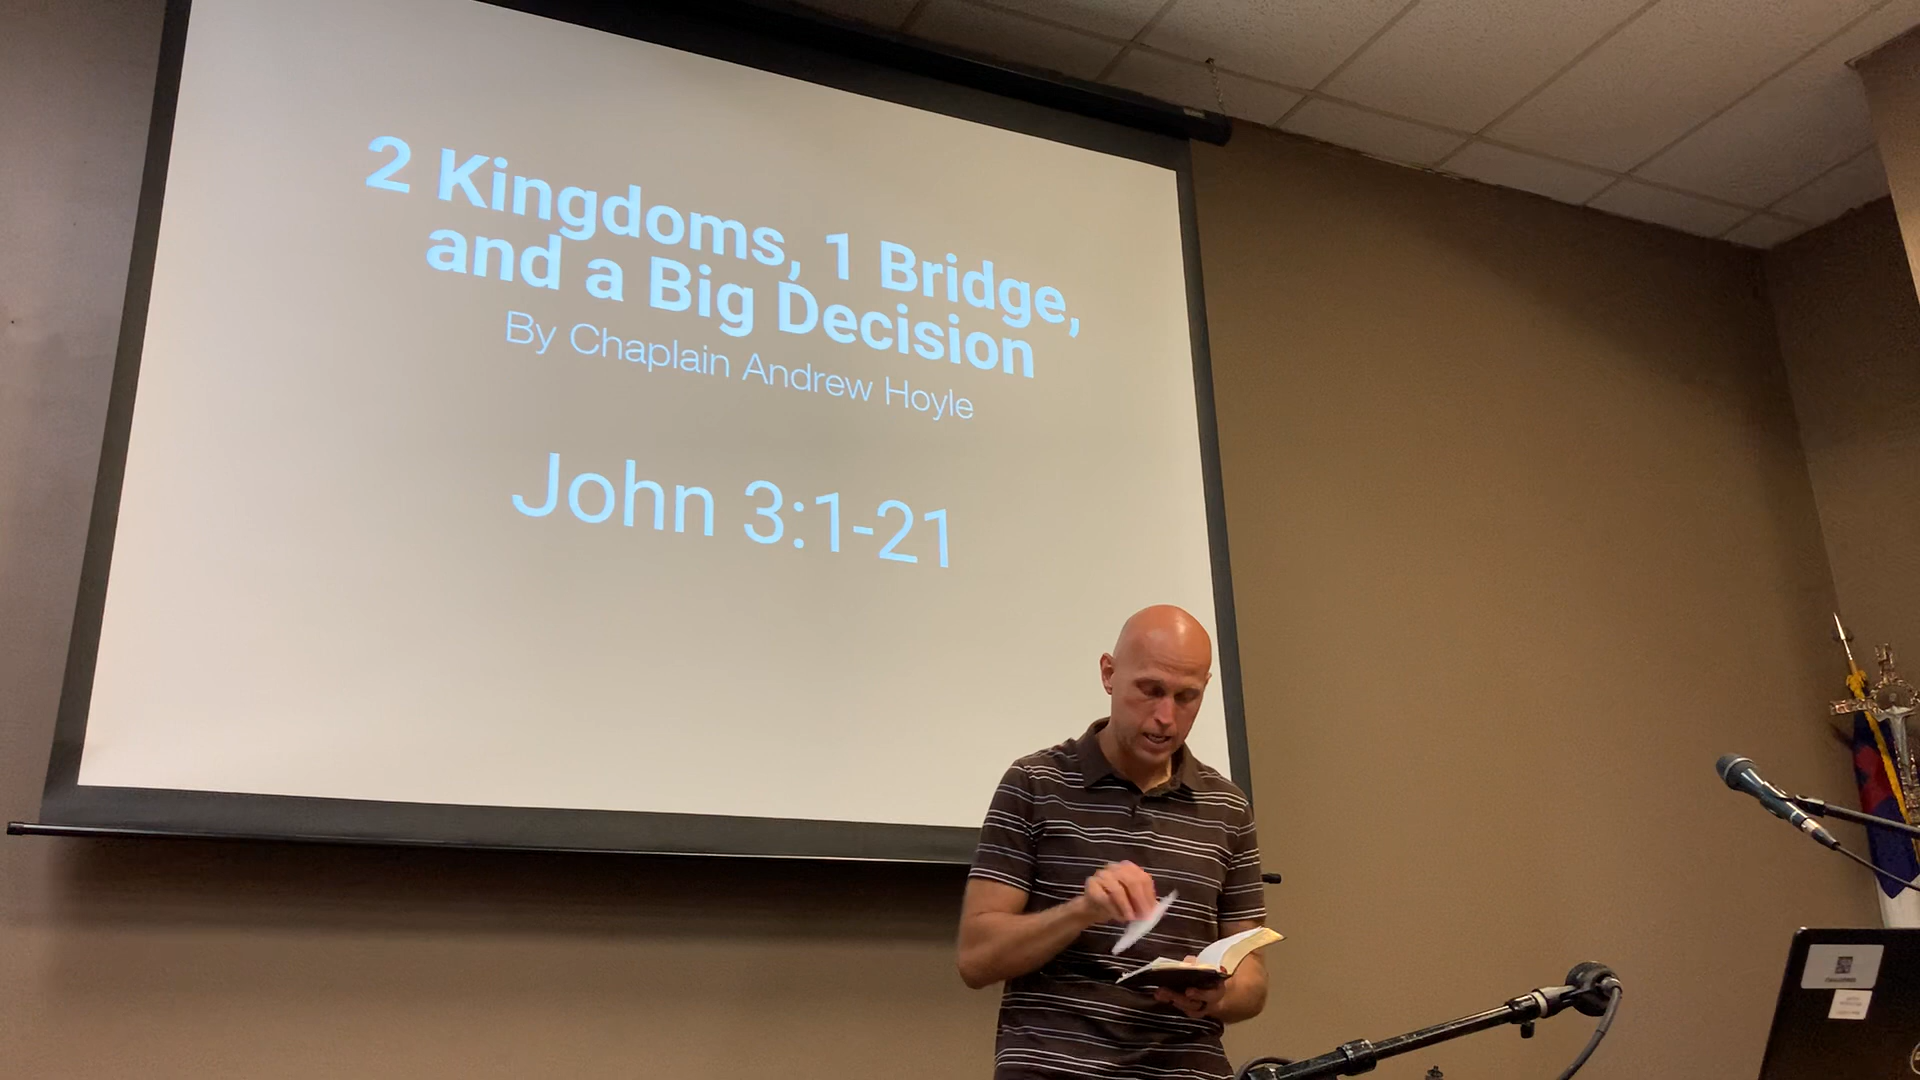 2 Kingdoms, 1 Bridge,
and a Big Decision
By Chaplain Andrew Hoyle
John 3:1-21